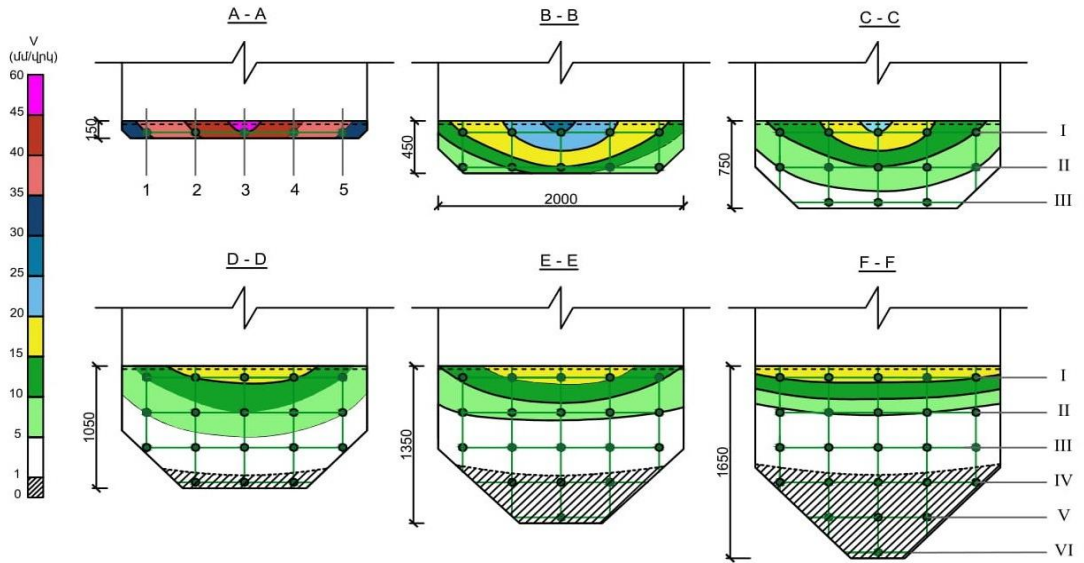 A - A
B - B
C - C
V
(մմ/վրկ)
60
45
40
35
30
25
20
15
10
5
1
0
150
1
2
3
4
5
450
2000
750
I
II
III
D - D
E - E
F - F
1050
1350
1650
I
II
III
IV
V
VI